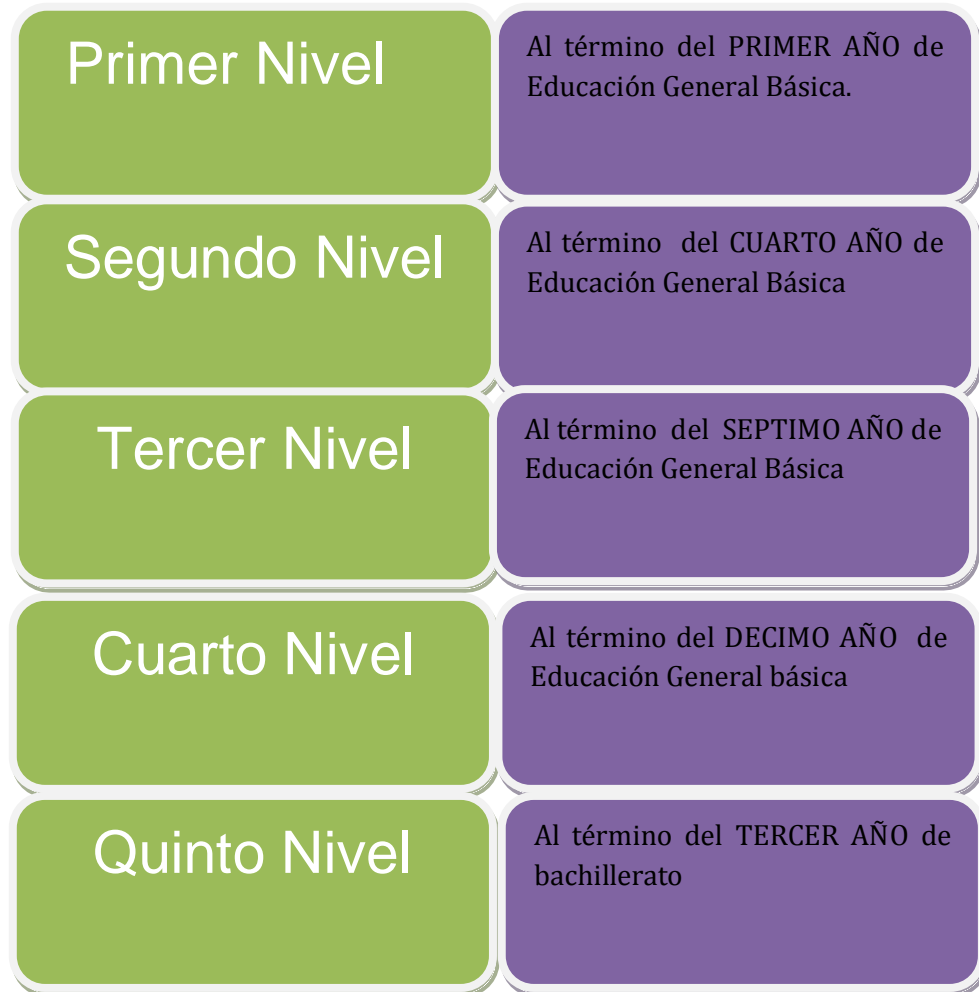 Primer Nivel
Al término del PRIMER AÑO de
Educación General Básica.
Segundo Nivel
Al término del CUARTO AÑO de
Educación General Básica
Tercer Nivel
Al término del SEPTIMO AÑO de
Educación General Básica
Cuarto Nivel
Al término del DECIMO AÑO de
Educación General básica
Quinto Nivel
Al término del TERCER AÑO de
bachillerato